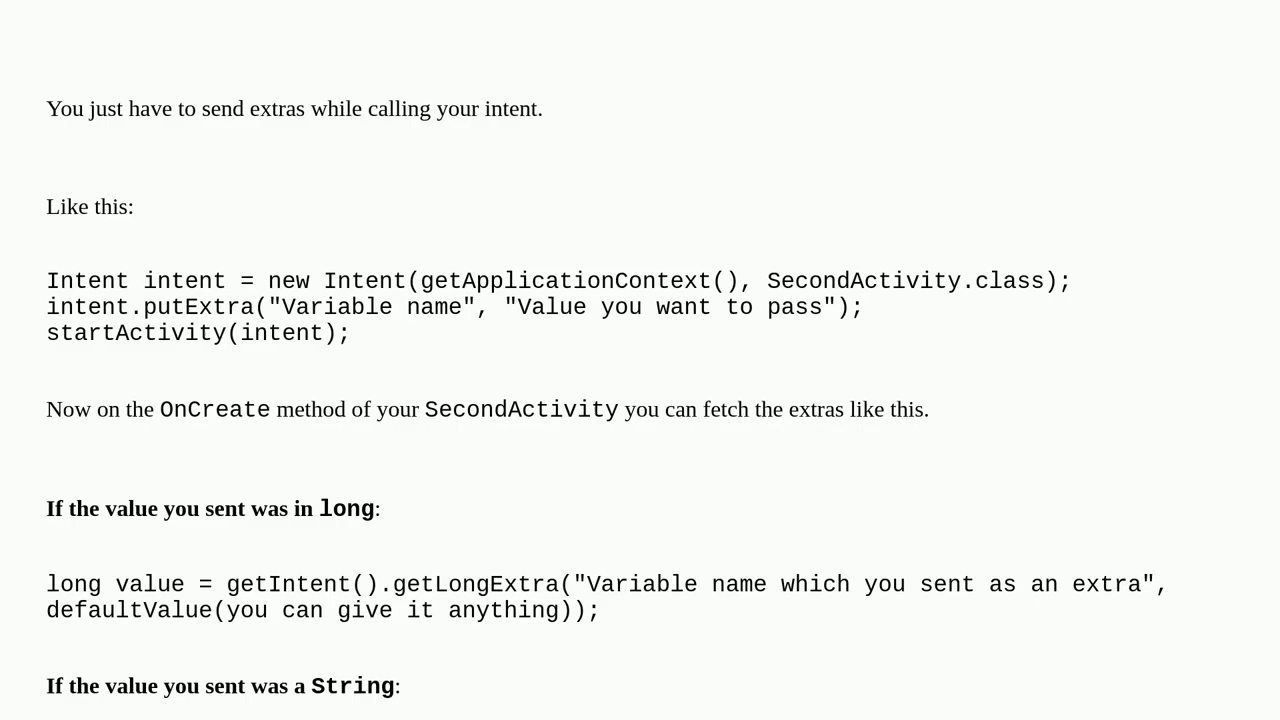 You just have to send extras while calling your intent.
Like this:
Intent intent = new Intent(getApplicationContext(), SecondActivity.class);
intent.putExtra("Variable name", "Value you want to pass");
startActivity(intent);
Now on the OnCreate method of your SecondActivity you can fetch the extras like this.
If the value you sent was in long:
long value = getIntent().getLongExtra("Variable name which you sent as an extra",
defaultValue(you can give it anything));
If the value you sent was a String: